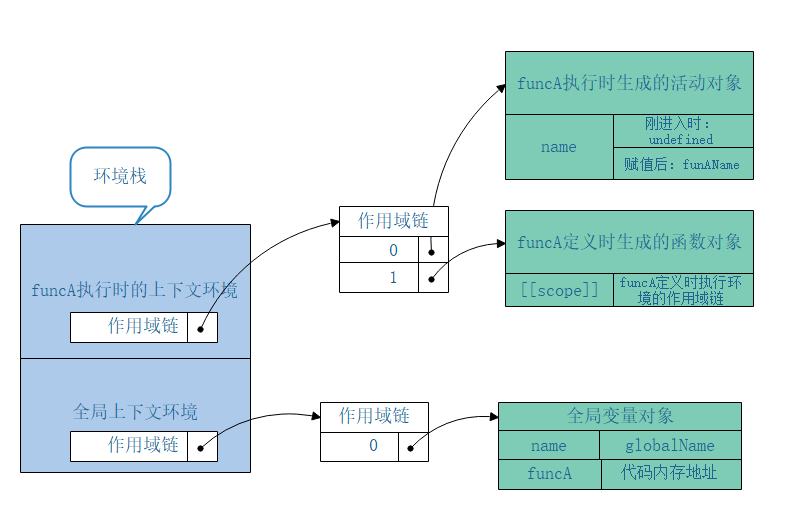 环境栈
funcA执行时的上下文环境
作用域链
全局上下文环境
作用域链
作用域链
0
1
作用域链
0
funcA执行时生成的活动对象
name
刚进入时：
undefined
赋值后：funAName
funcA定义时生成的函数对象
[[scope]]
funcA定义时执行环
境的作用域链
全局变量对象
name
globalName
funcA
代码内存地址